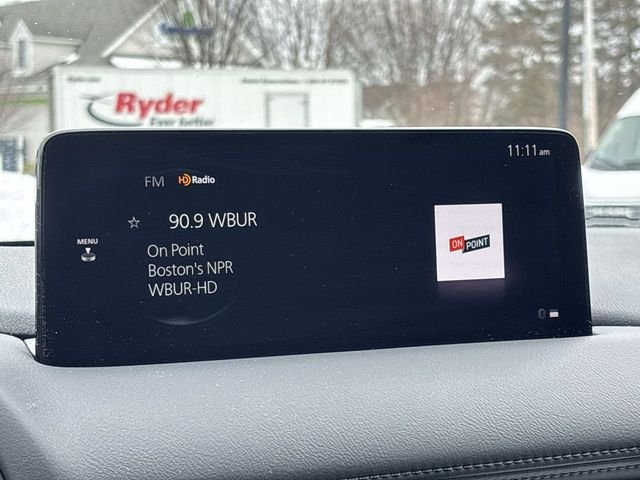 Ryder
Ever better
11:11 am
FM HD Radio
90.9 WBUR
MENU
On Point
Boston's NPR
WBUR-HD
ON POINT